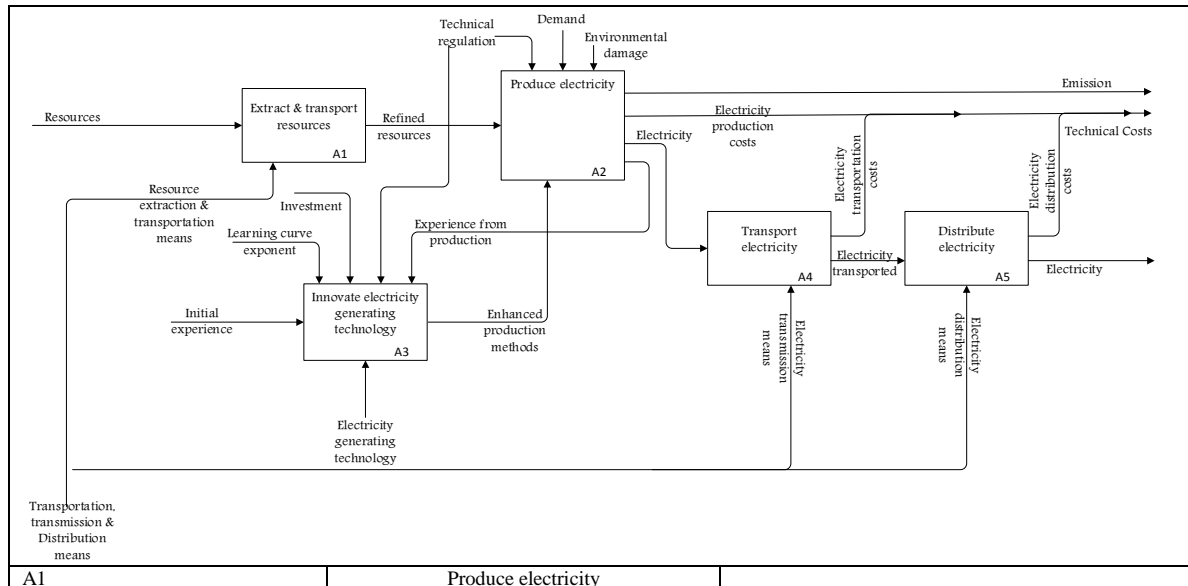 Technical
regulation
Demand
Environmental
damage
Produce electricity
A2
Emission
Electricity
production
costs
Technical Costs
Resources
Extract & transport
resources
A1
Refined
resources
Electricity
Electricity
transportation
costs
Electricity
distribution
costs
Resource
extraction &
transportation
means
Investment
Learning curve
exponent
Experience from
production
Transport
electricity
A4
Electricity
transported
Distribute
electricity
A5
Electricity
Initial
experience
Innovate electricity
generating
technology
A3
Enhanced
production
methods
Electricity
transmission
means
Electricity
distribution
means
Electricity
generating
technology
Transportation,
transmission &
Distribution
means
A1
Produce electricity